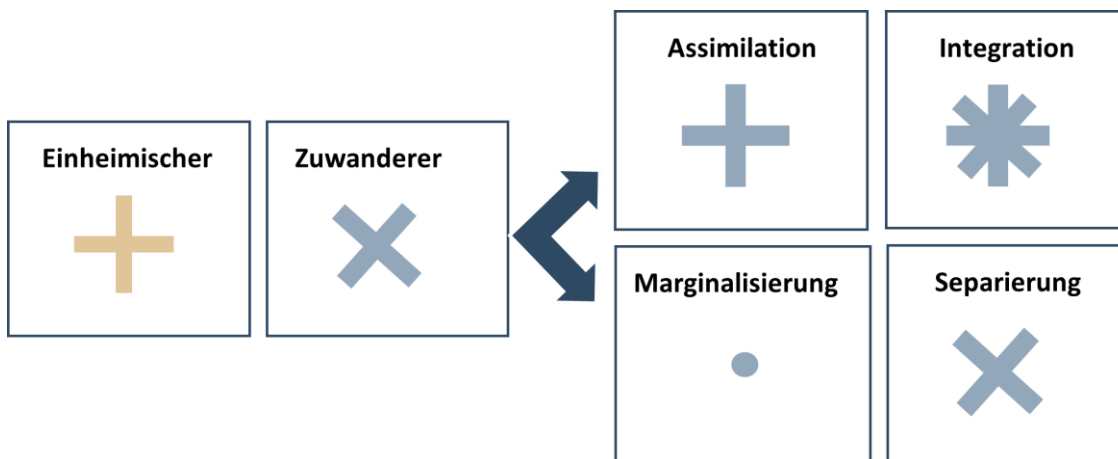 Einheimischer
Zuwanderer
Assimilation
Integration
Marginalisierung
Separierung